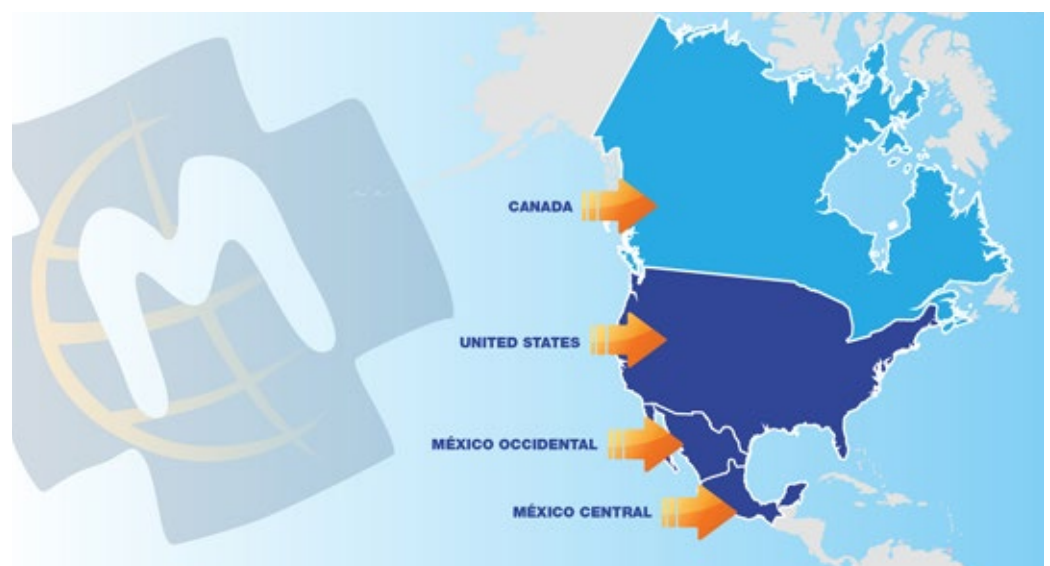 CANADA
UNITED STATES
MÉXICO OCCIDENTAL
MÉXICO CENTRAL
M